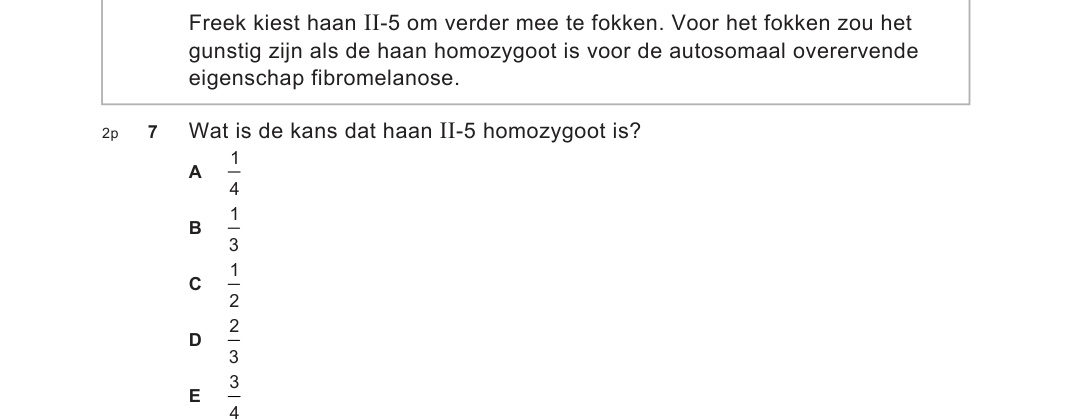 Freek kiest haan II-5 om verder mee te fokken. Voor het fokken zou het
gunstig zijn als de haan homozygoot is voor de autosomaal overervende
eigenschap fibromelanose.
2p 7 Wat is de kans dat haan II-5 homozygoot is?
A 1/4
B 1/3
C 1/2
D 2/3
E 3/4